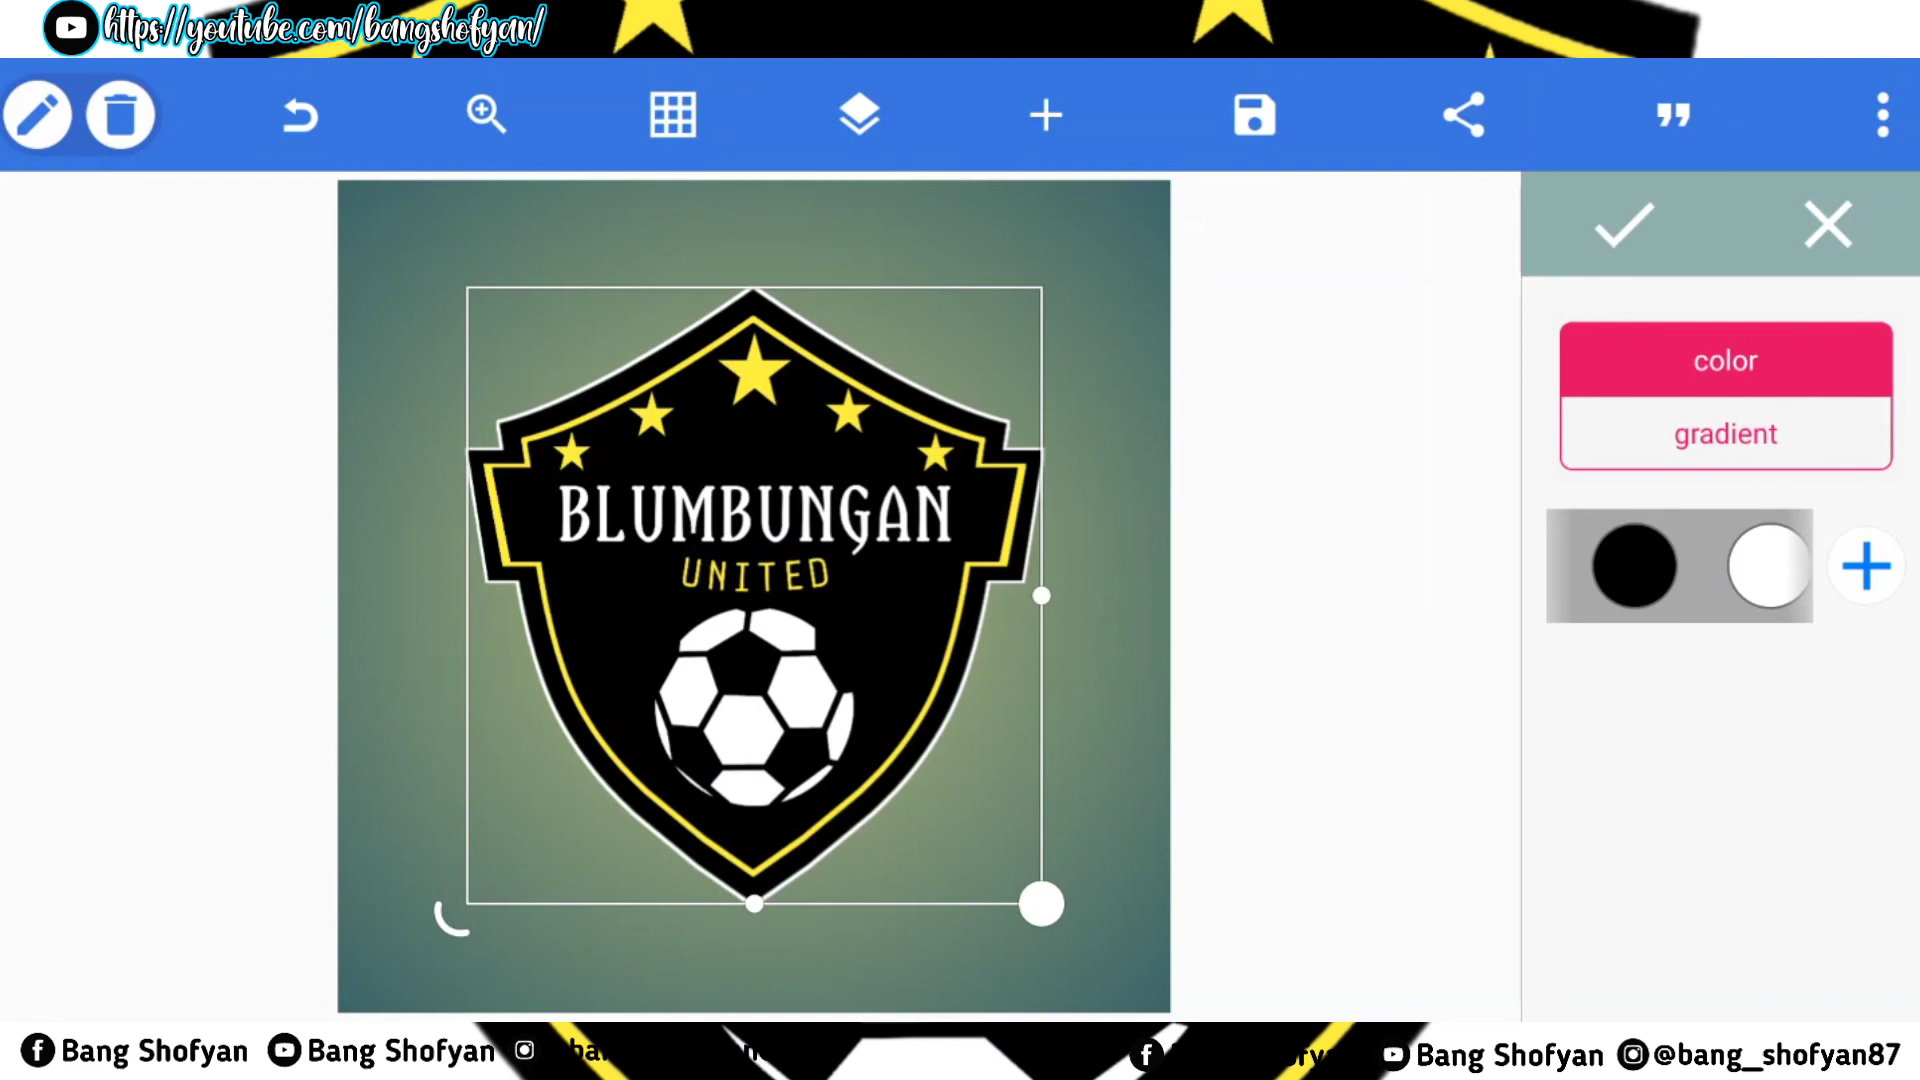 https://youtube.com/bangshofyan/
color
gradient
BLUMBUNGAN
UNITED
Bang Shofyan Bang Shofyan
Bang Shofyan @bang_shofyan87